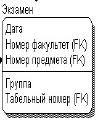 Экзамен
Дата
Номер факультет (FK)
Номер предмета (FK)
Группа
Табельный номер (FK)